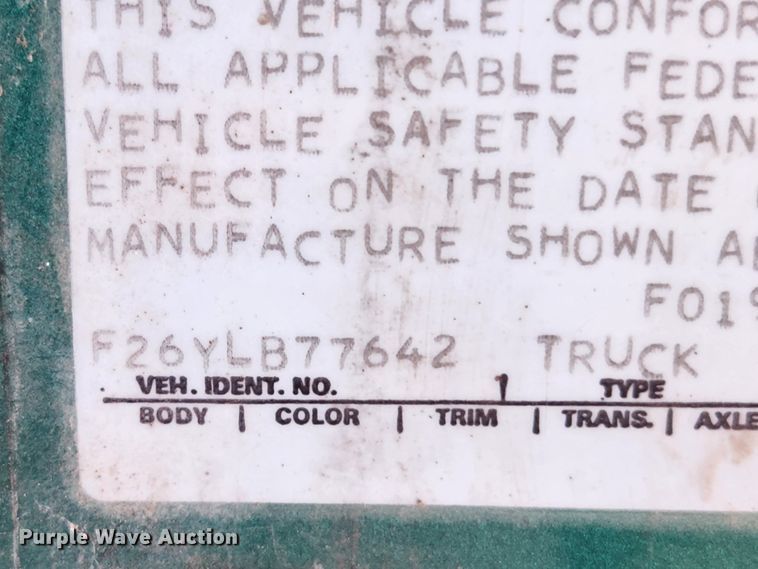 THIS VEHICLE CONFOR
ALL APPLICABLE FEDE
VEHICLE SAFETY STAN
EFFECT ON THE DATE
MANUFACTURE SHOWN A
F019
F26YLB77642 TRUCK
VEH. IDENT. NO. TYPE
BODY | COLOR | TRIM | TRANS. | AXLE
Purple Wave Auction